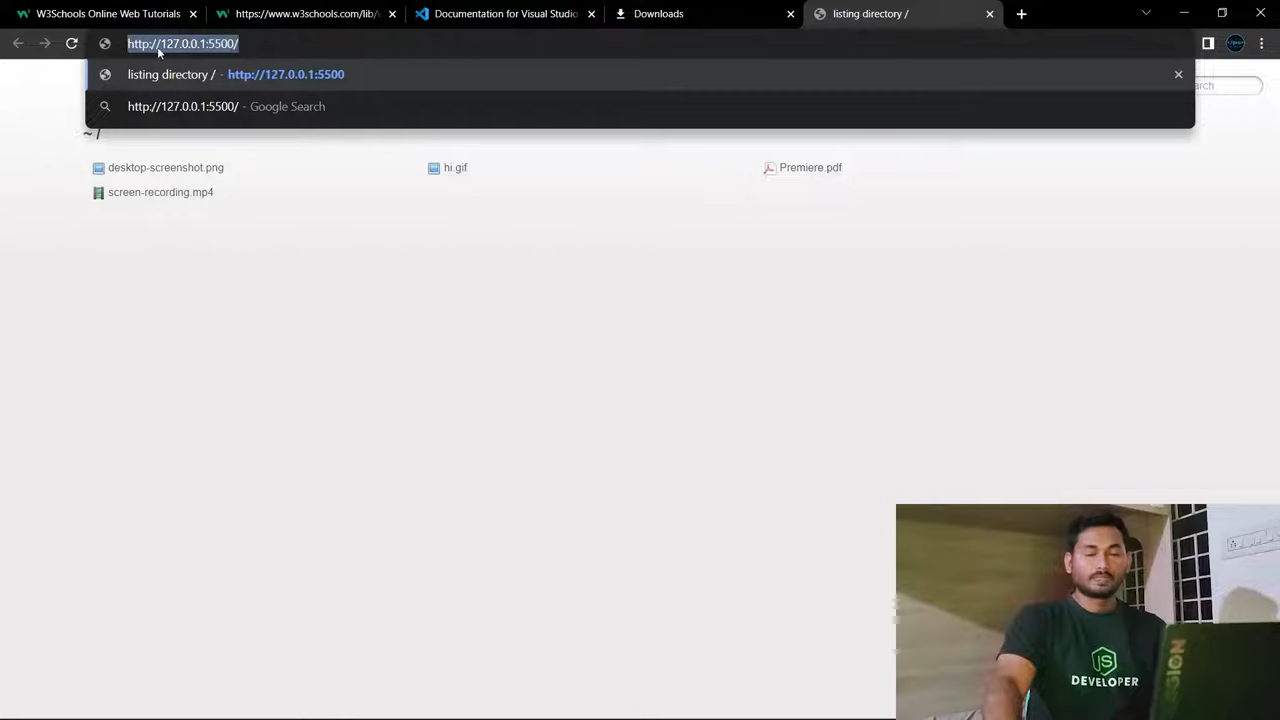 W3Schools Online Web Tutorials
https://www.w3schools.com/lib/
Documentation for Visual Studio
Downloads
listing directory /
http://127.0.0.1:5500/
listing directory / - http://127.0.0.1:5500
http://127.0.0.1:5500/ - Google Search
arch
~ /
desktop-screenshot.png
hi.gif
Premiere.pdf
screen-recording.mp4
JS
DEVELOPER